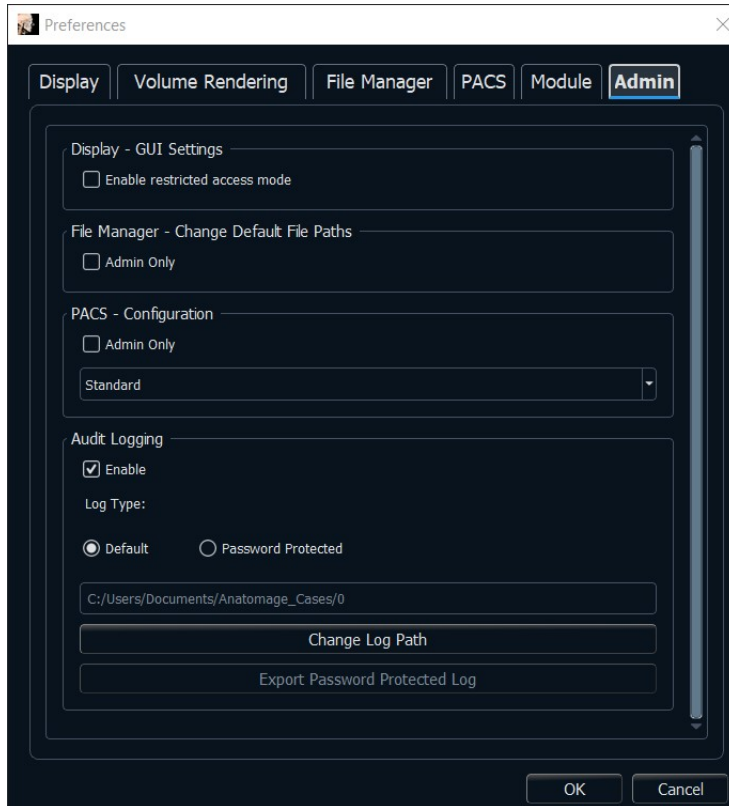 Preferences
Display Volume Rendering File Manager PACS Module Admin
Display - GUI Settings
Enable restricted access mode
File Manager - Change Default File Paths
Admin Only
PACS - Configuration
Admin Only
Standard
Audit Logging
Enable
Log Type:
Default Password Protected
C:/Users/Documents/Anatomage_Cases/0
Change Log Path
Export Password Protected Log
OK Cancel